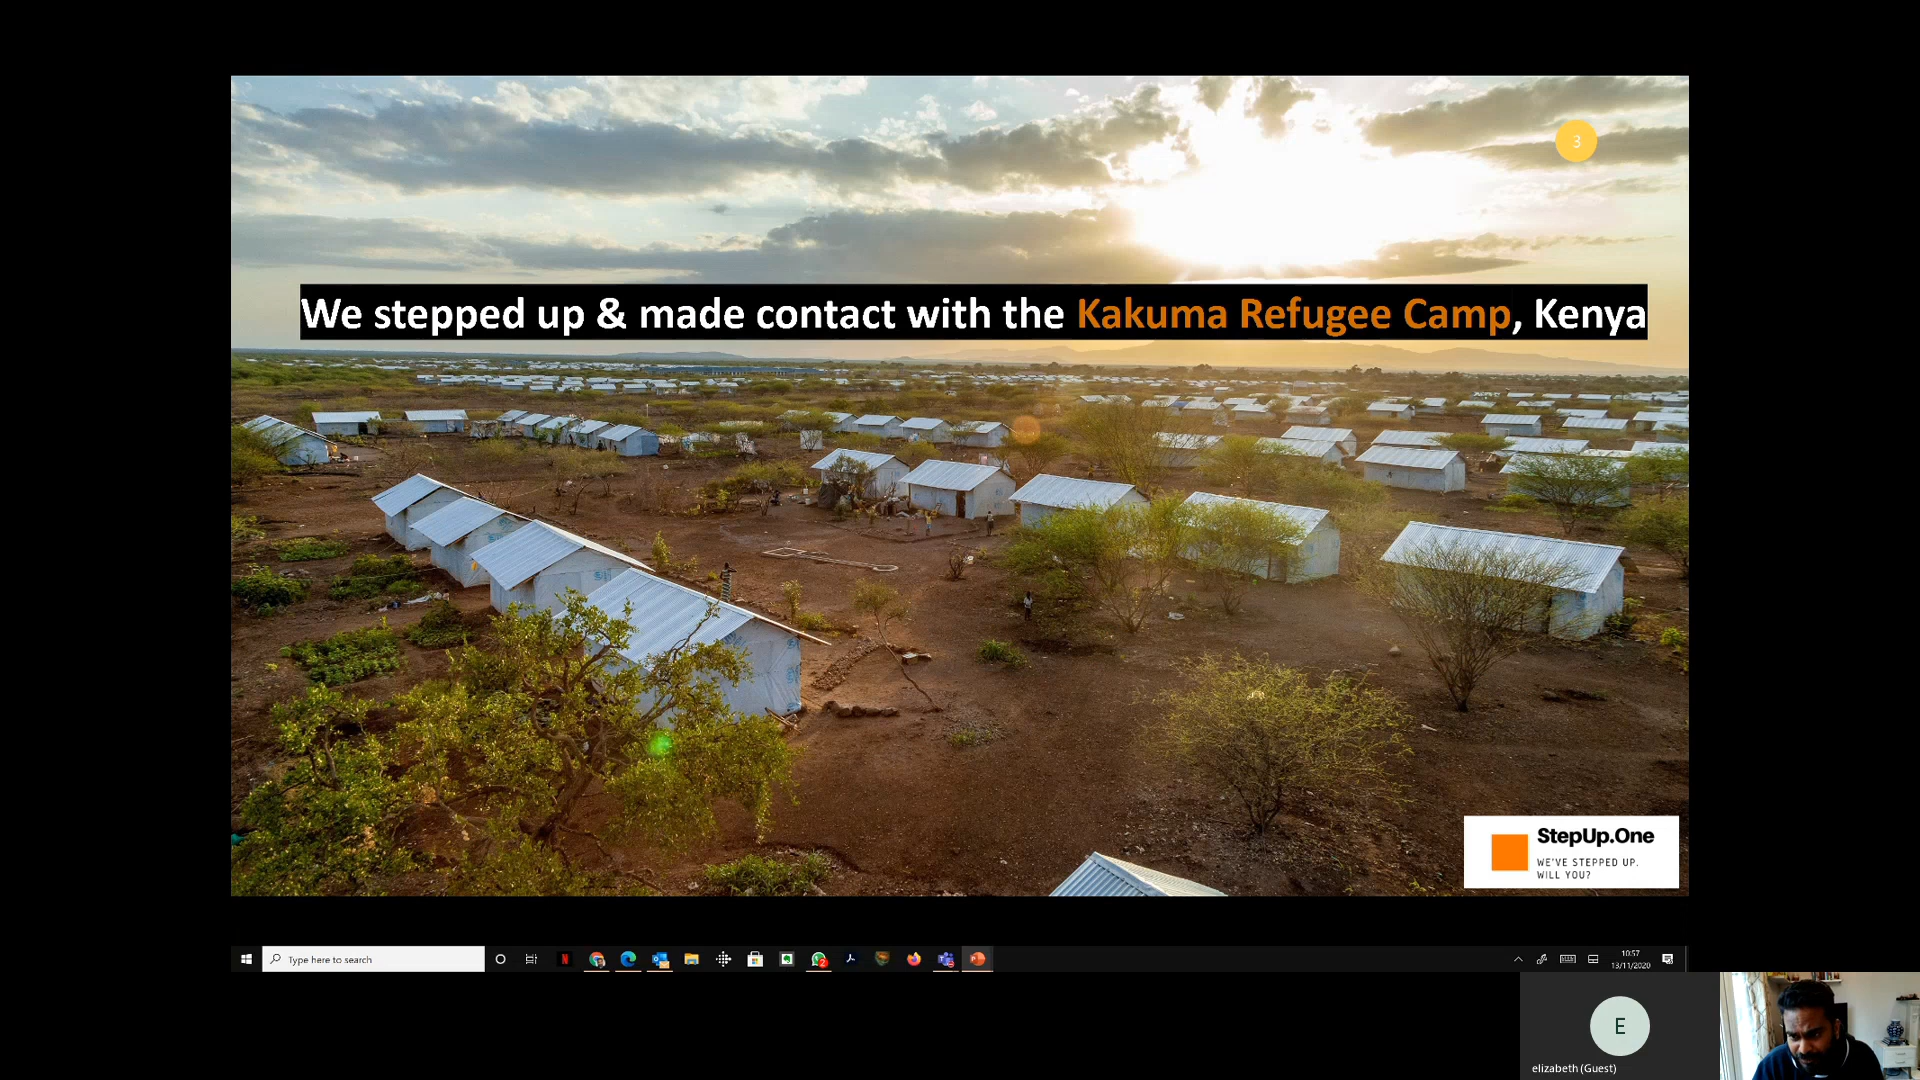 3
We stepped up & made contact with the Kakuma Refugee Camp, Kenya
StepUp.One
WE'VE STEPPED UP.
WILL YOU?
Type here to search
10:57
13/11/2020
E
elizabeth (Guest)